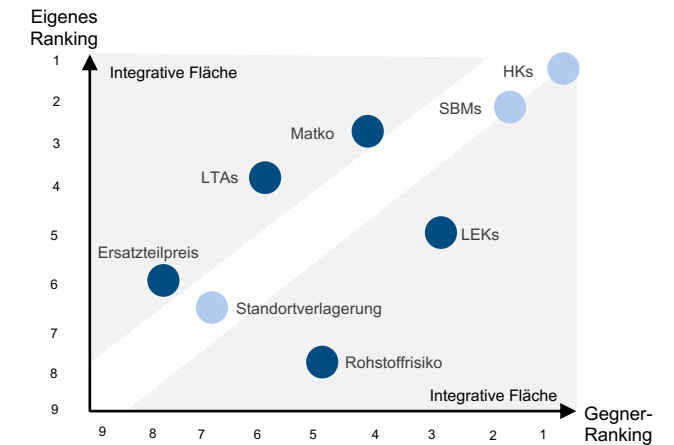 Eigenes
Ranking
1
Integrative Fläche
HKs
2
SBMs
3
Matko
4
LTAs
5
LEKs
Ersatzteilpreis
6
Standortverlagerung
7
8
Rohstoffrisiko
Integrative Fläche
9
9 8 7 6 5 4 3 2 1
Gegner-
Ranking